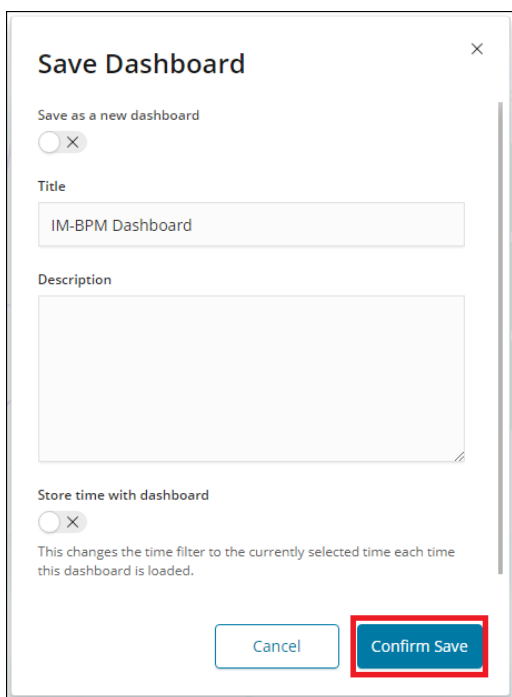 Save Dashboard
Save as a new dashboard
Title
IM-BPM Dashboard
Description
Store time with dashboard
This changes the time filter to the currently selected time each time
this dashboard is loaded.
Cancel
Confirm Save